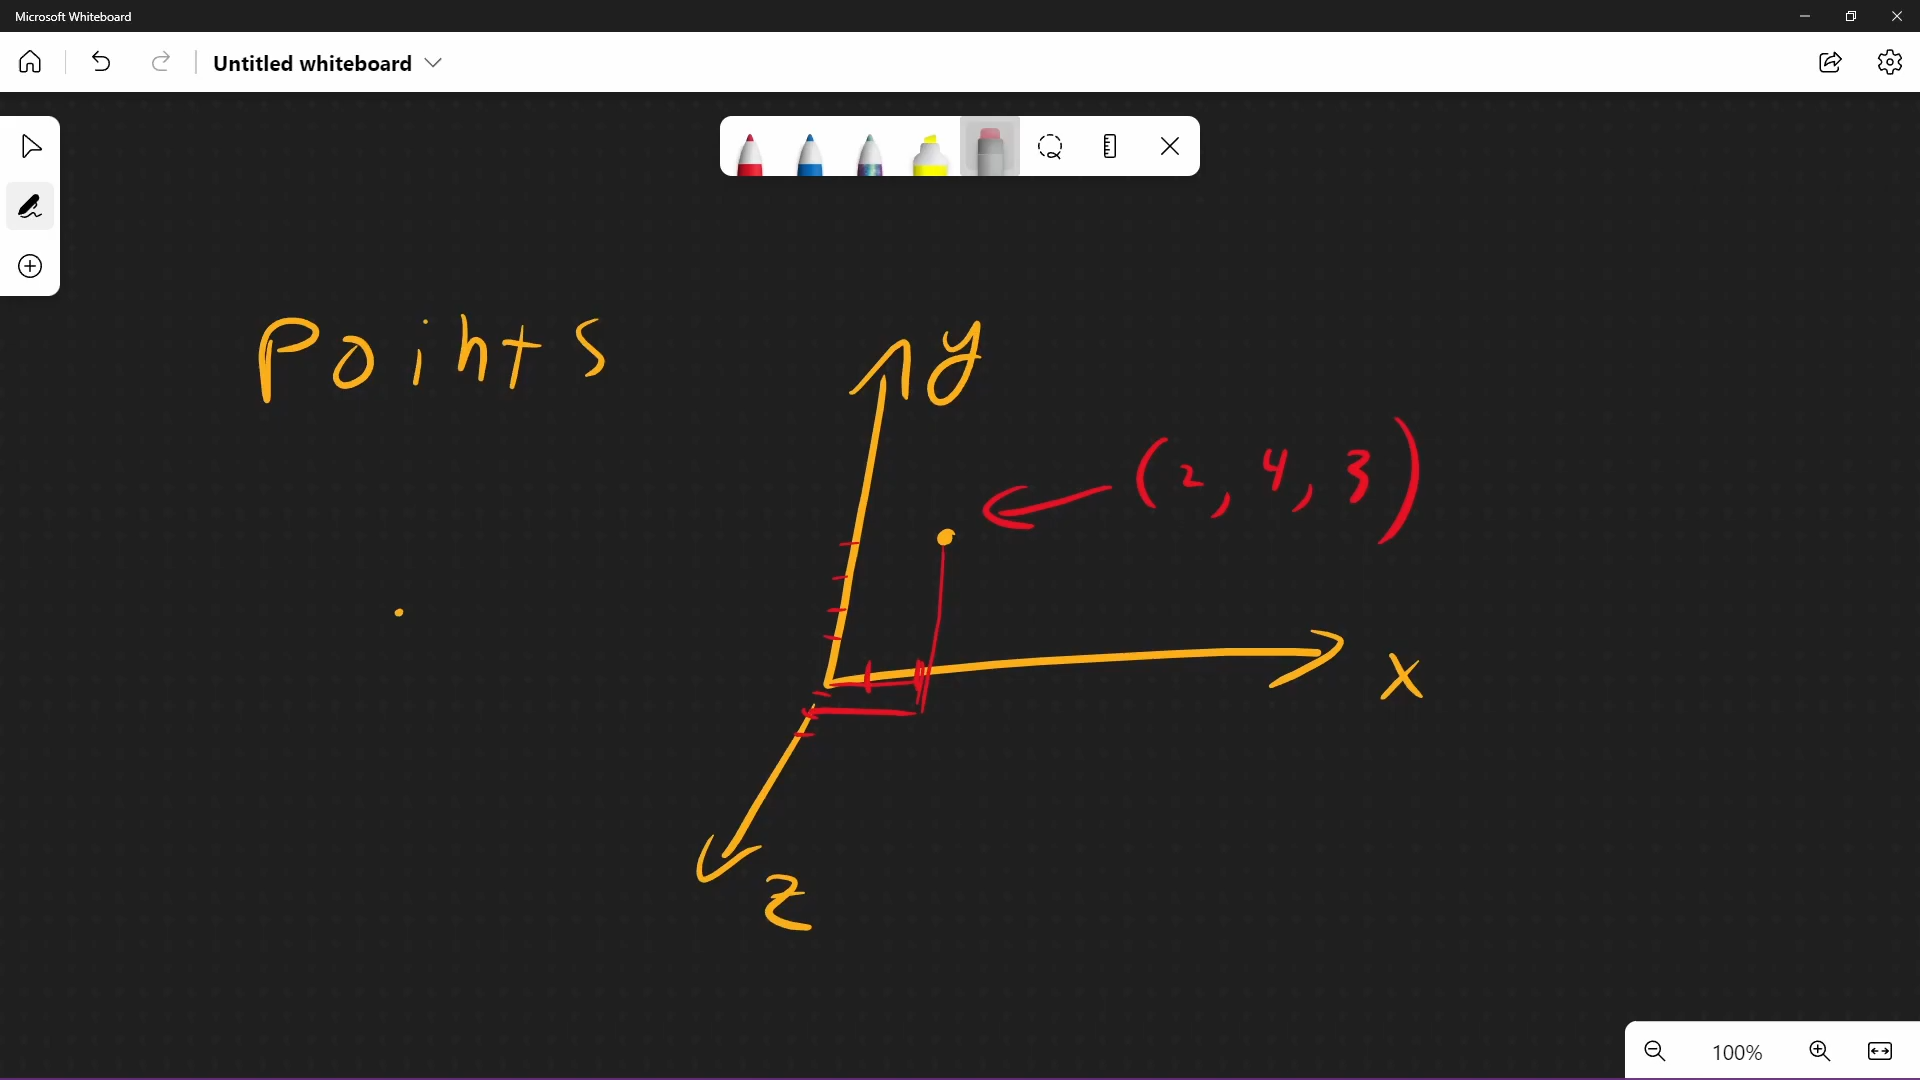 Microsoft Whiteboard
Untitled whiteboard
Points
y
(2, 4, 3)
x
z
100%